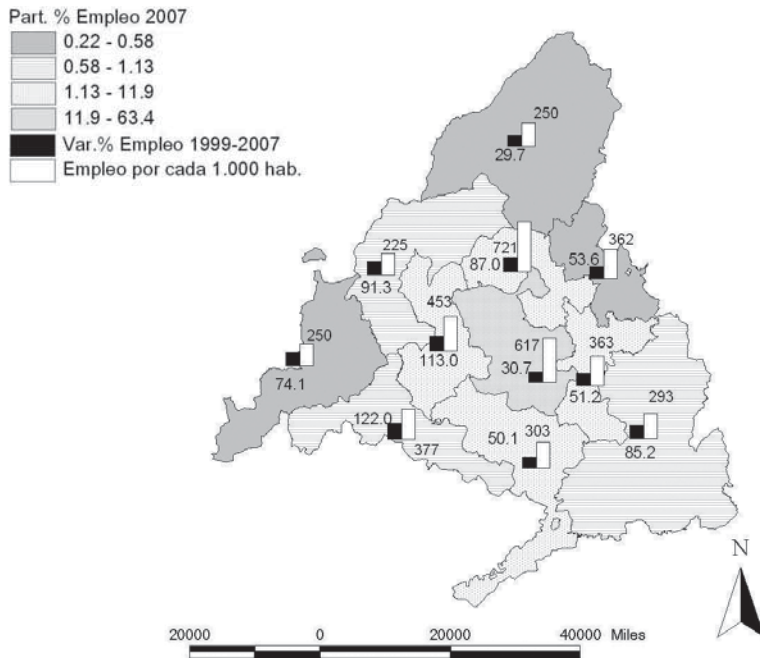 Part. % Empleo 2007
0.22 - 0.58
0.58 - 1.13
1.13 - 11.9
11.9 - 63.4
Var.% Empleo 1999-2007
Empleo por cada 1.000 hab.
250
29.7
721
87.0
362
53.6
225
91.3
453
113.0
250
74.1
617
30.7
363
51.2
293
85.2
122.0
377
50.1
303
N
20000 0 20000 40000 Miles